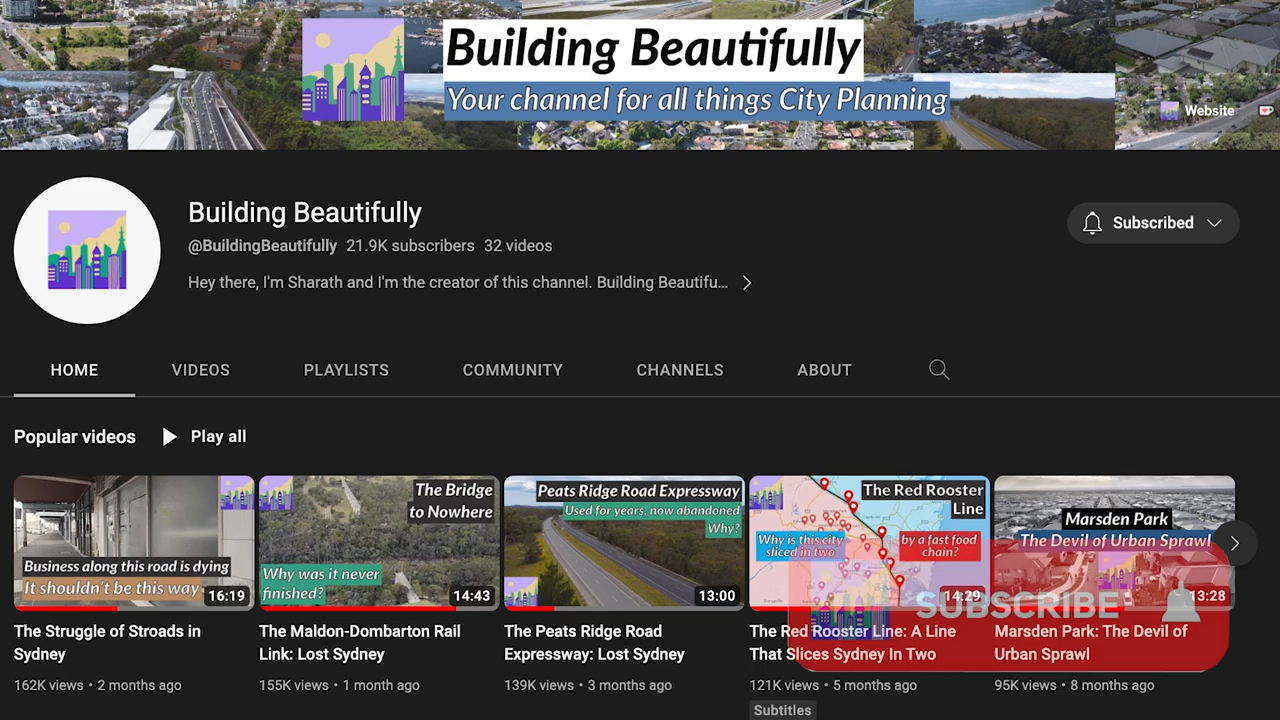 Building Beautifully
Your channel for all things City Planning
Website
Building Beautifully
@BuildingBeautifully 21.9K subscribers 32 videos
Hey there, I'm Sharath and I'm the creator of this channel. Building Beautifu...
Subscribed
HOME VIDEOS PLAYLISTS COMMUNITY CHANNELS ABOUT
Popular videos Play all
Business along this road is dying
It shouldn't be this way
16:19
The Bridge
to Nowhere
Why was it never
finished?
14:43
Peats Ridge Road Expressway
Used for years, now abandoned
Why?
13:00
The Red Rooster
Line
Why is this city
sliced in two
by a fast food
chain?
14:29
Marsden Park
The Devil of Urban Sprawl
13:28
SUBSCRIBE
The Struggle of Stroads in
Sydney
162K views • 2 months ago
The Maldon-Dombarton Rail
Link: Lost Sydney
155K views • 1 month ago
The Peats Ridge Road
Expressway: Lost Sydney
139K views • 3 months ago
The Red Rooster Line: A Line
That Slices Sydney In Two
121K views • 5 months ago
Subtitles
Marsden Park: The Devil of
Urban Sprawl
95K views • 8 months ago